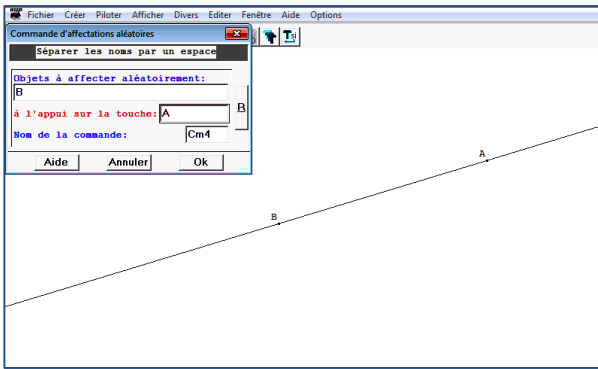 Fichier Créer Piloter Afficher Divers Editer Fenêtre Aide Options
Commande d'affectations aléatoires
Séparer les noms par un espace
Objets à affecter aléatoirement:
B
à l'appui sur la touche: A
R
Nom de la commande: Cm4
Aide Annuler Ok
A
B